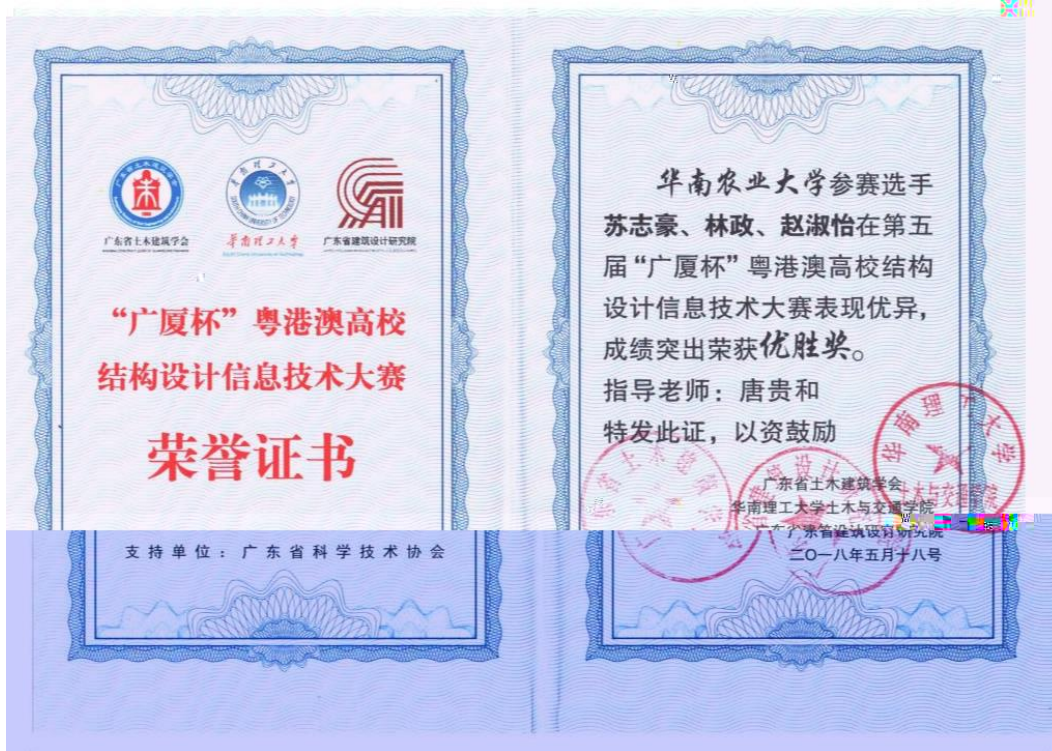 广东省土木建筑学会
华南理工大学
South China University of Technology
广东省建筑设计研究院
“广厦杯”粤港澳高校
结构设计信息技术大赛
荣誉证书
支持单位：广东省科学技术协会
华南农业大学参赛选手
苏志豪、林政、赵淑怡在第五
届“广厦杯”粤港澳高校结构
设计信息技术大赛表现优异，
成绩突出荣获优胜奖。
指导老师：唐贵和
特发此证，以资鼓励
广东省土木建筑学会
华南理工大学土木与交通学院
广东省建筑设计研究院
二〇一八年五月十八号